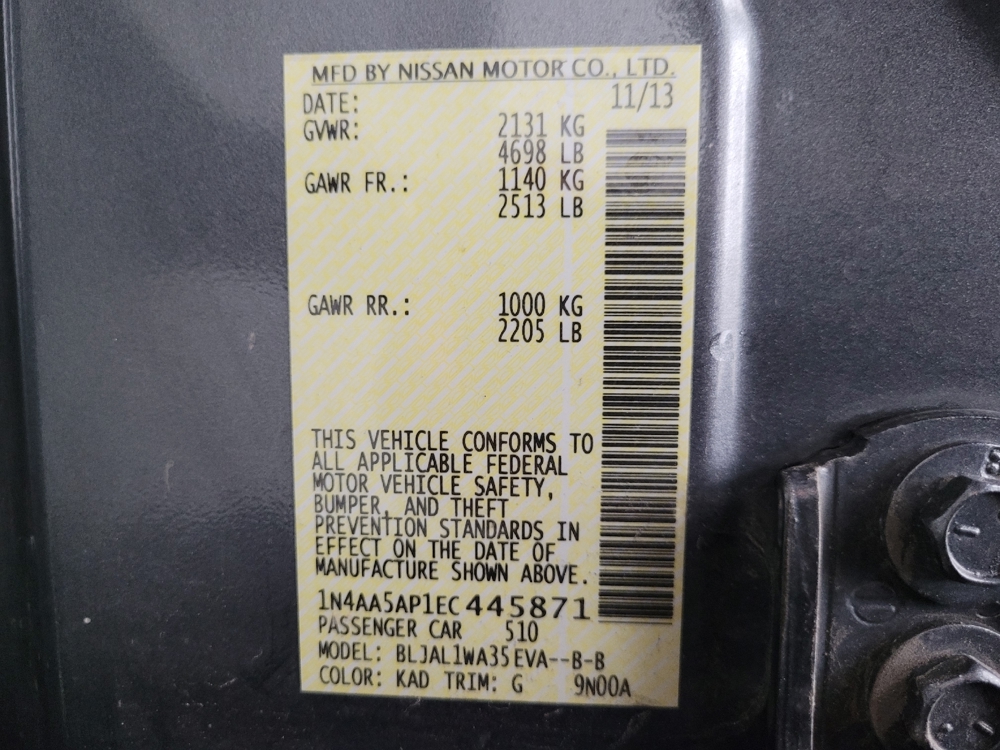 MFD BY NISSAN MOTOR CO., LTD.
DATE: 11/13
GVWR: 2131 KG
4698 LB
GAWR FR.: 1140 KG
2513 LB
GAWR RR.: 1000 KG
2205 LB
THIS VEHICLE CONFORMS TO
ALL APPLICABLE FEDERAL
MOTOR VEHICLE SAFETY,
BUMPER, AND THEFT
PREVENTION STANDARDS IN
EFFECT ON THE DATE OF
MANUFACTURE SHOWN ABOVE.
1N4AA5AP1EC445871
PASSENGER CAR 510
MODEL: BLJAL1WA35EVA--B-B
COLOR: KAD TRIM: G 9N00A
8